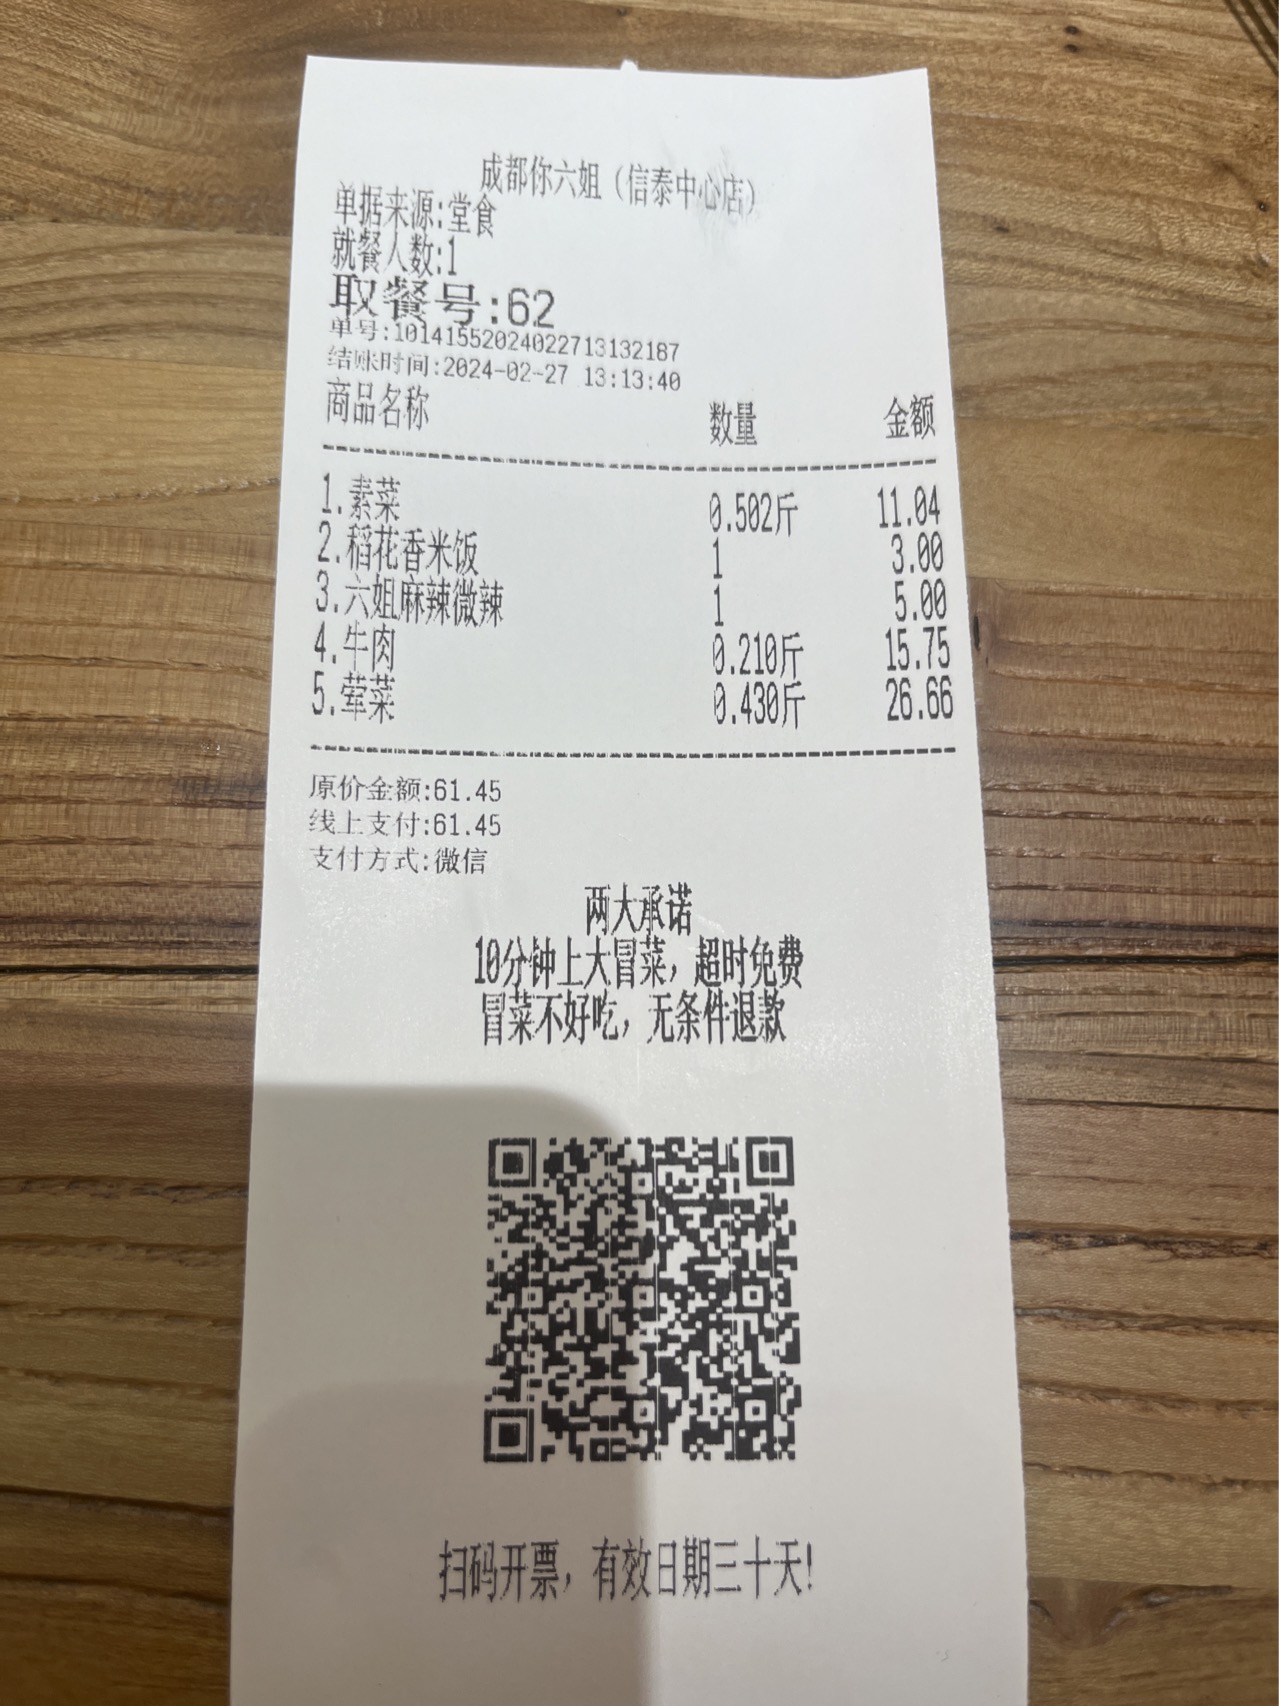 成都你六姐（信泰中心店）
单据来源:堂食
就餐人数:1
取餐号:62
单号:10141552024022713132187
结账时间:2024-02-27 13:13:40
商品名称 数量 金额
1.素菜 0.502斤 11.04
2.稻花香米饭 1 3.00
3.六姐麻辣微辣 1 5.00
4.牛肉 0.210斤 15.75
5.荤菜 0.430斤 26.66
原价金额:61.45
线上支付:61.45
支付方式:微信
两大承诺
10分钟上大冒菜，超时免费
冒菜不好吃，无条件退款
扫码开票，有效日期三十天!